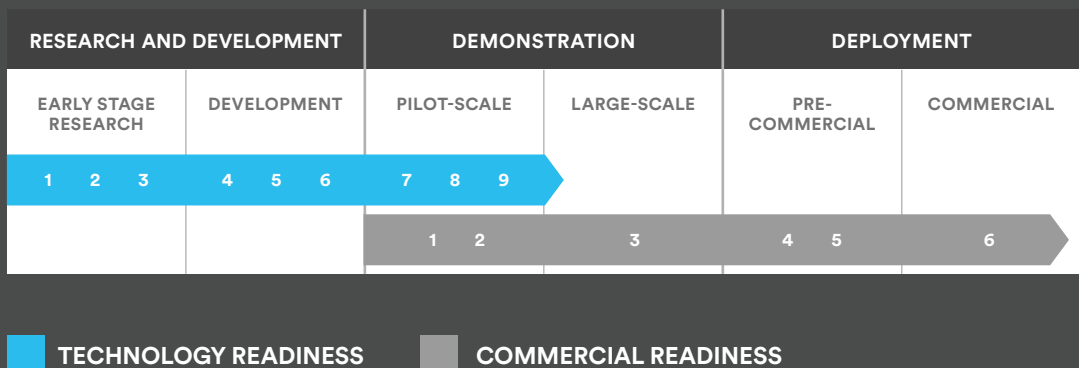 RESEARCH AND DEVELOPMENT DEMONSTRATION DEPLOYMENT
EARLY STAGE RESEARCH DEVELOPMENT PILOT-SCALE LARGE-SCALE PRE-COMMERCIAL COMMERCIAL
1 2 3 4 5 6 7 8 9
1 2 3 4 5 6
TECHNOLOGY READINESS COMMERCIAL READINESS